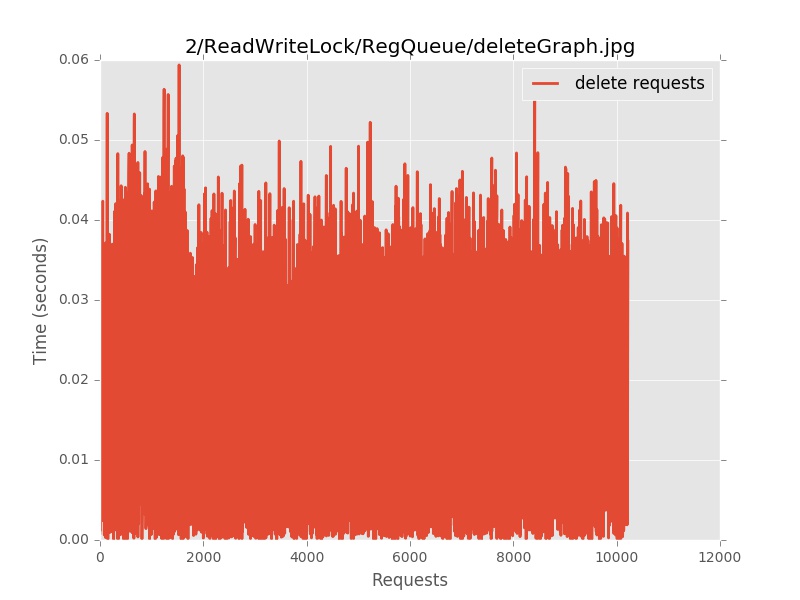 2/ReadWriteLock/RegQueue/deleteGraph.jpg
delete requests
0.06
0.05
0.04
0.03
0.02
0.01
0.00
Time (seconds)
0 2000 4000 6000 8000 10000 12000
Requests